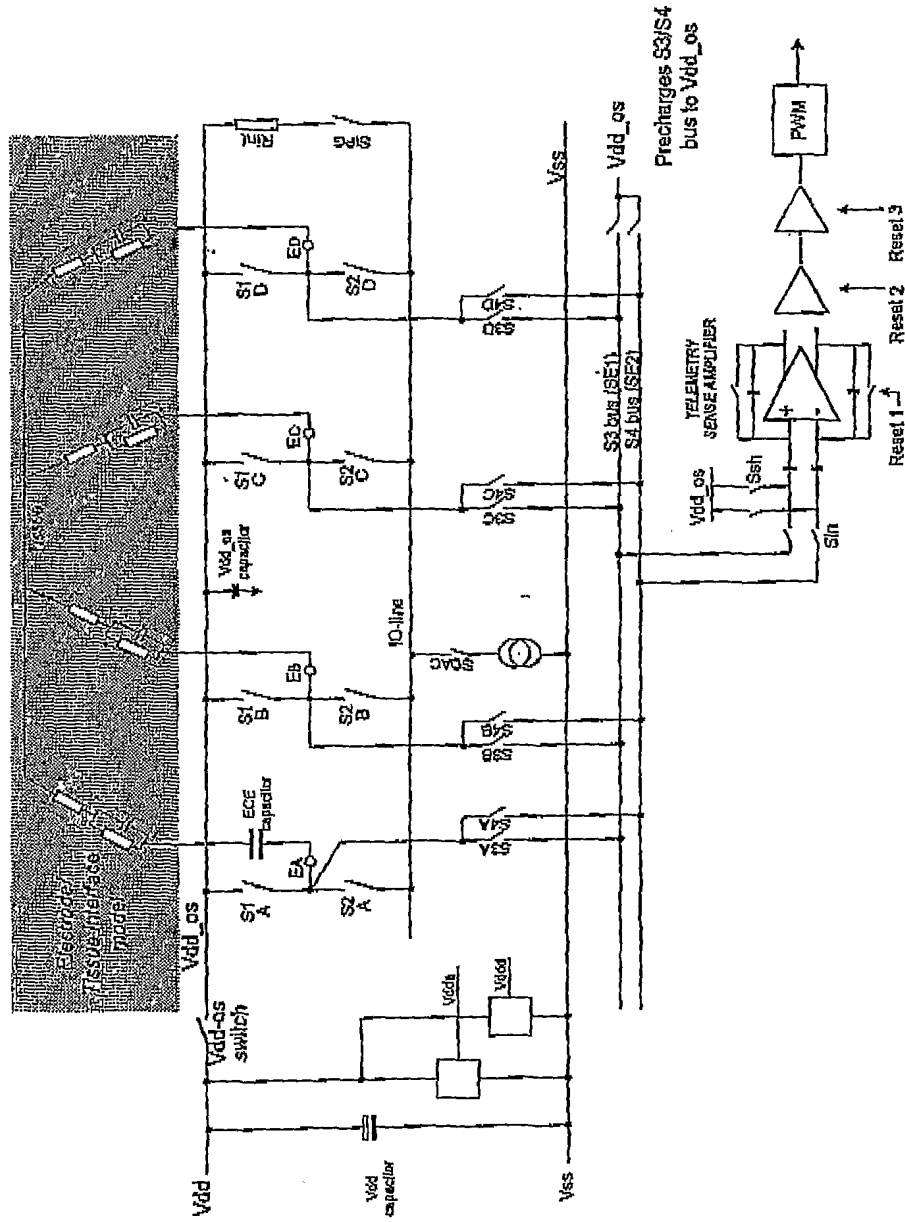 Electrode/
Tissue-Interface
model
Tissue
Vdd
Vdd-os
switch
Vdd_os
Vdd
capacitor
Vss
Vdda
Vddd
S1
A
S2
A
EA
ECE
capacitor
S1
B
S2
B
EB
Vdd_os
capacitor
S1
C
S2
C
EC
S1
D
S2
D
ED
Rint
SIPG
IO-line
SCAC
Vss
S3A
S4A
S3B
S4B
S3C
S4C
S3D
S4D
S3 bus (SE1)
S4 bus (SE2)
Vdd_os
Precharges S3/S4
bus to Vdd_os
Vdd_os
Ssh
Sin
TELEMETRY
SENSE AMPLIFIER
+
-
PWM
Reset 1
Reset 2
Reset 3